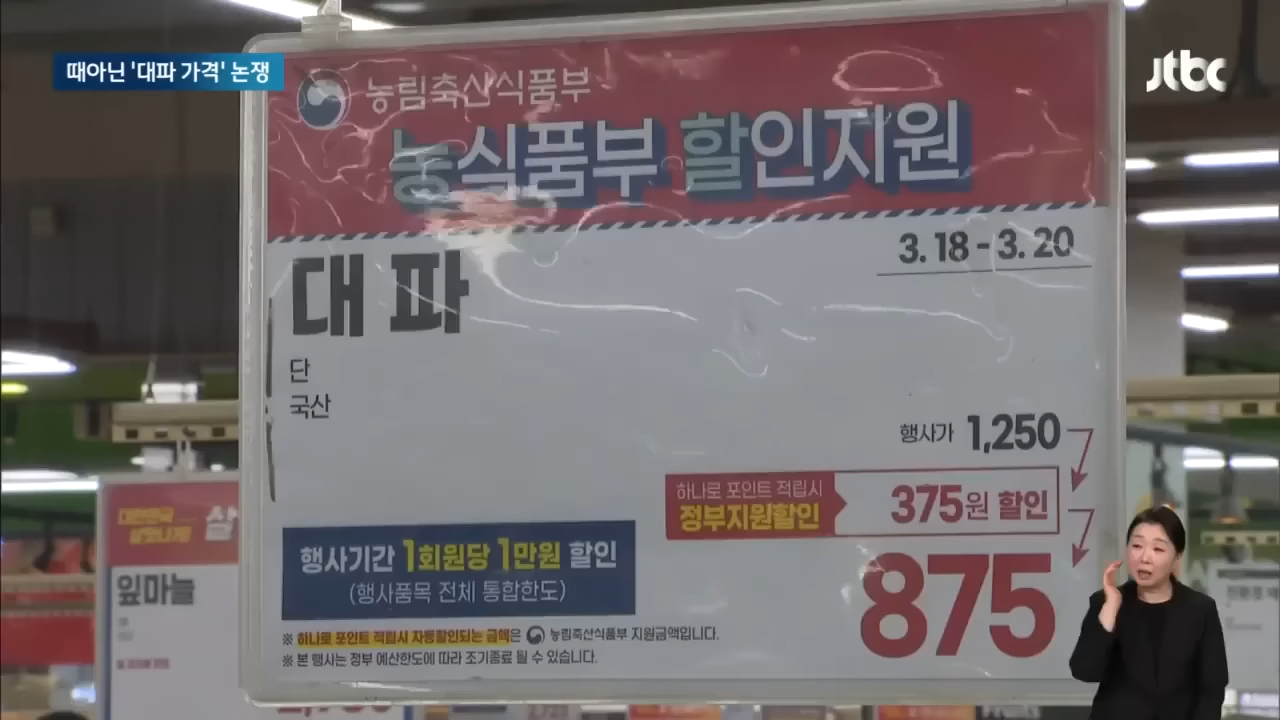 때아닌 '대파 가격' 논쟁
jtbc
농림축산식품부
농식품부 할인지원
3. 18 - 3. 20
대파
단
국산
행사가 1,250
하나로 포인트 적립시
정부지원할인
375원 할인
875
행사기간 1회원당 1만원 할인
(행사품목 전체 통합한도)
※ 하나로 포인트 적립시 자동할인되는 금액은 농림축산식품부 지원금액입니다.
※ 본 행사는 정부 예산한도에 따라 조기종료 될 수 있습니다.
대한민국
잎마늘